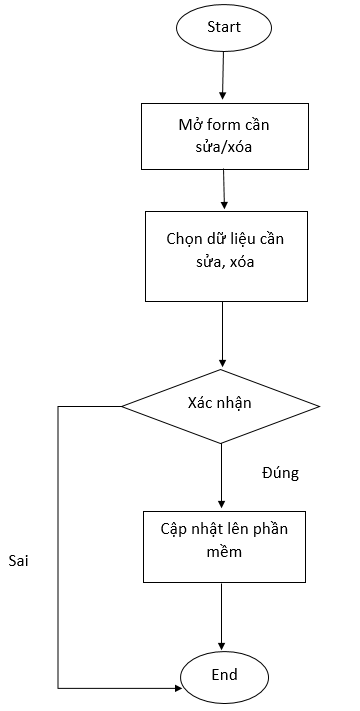 Start
Mở form cần
sửa/xóa
Chọn dữ liệu cần
sửa, xóa
Xác nhận
Đúng
Cập nhật lên phần
mềm
Sai
End